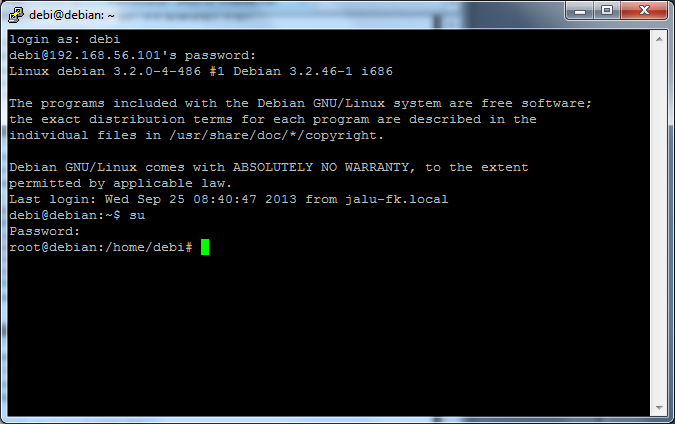 debi@debian: ~
login as: debi
debi@192.168.56.101's password:
Linux debian 3.2.0-4-486 #1 Debian 3.2.46-1 i686
The programs included with the Debian GNU/Linux system are free software;
the exact distribution terms for each program are described in the
individual files in /usr/share/doc/*/copyright.
Debian GNU/Linux comes with ABSOLUTELY NO WARRANTY, to the extent
permitted by applicable law.
Last login: Wed Sep 25 08:40:47 2013 from jalu-fk.local
debi@debian:~$ su
Password:
root@debian:/home/debi#